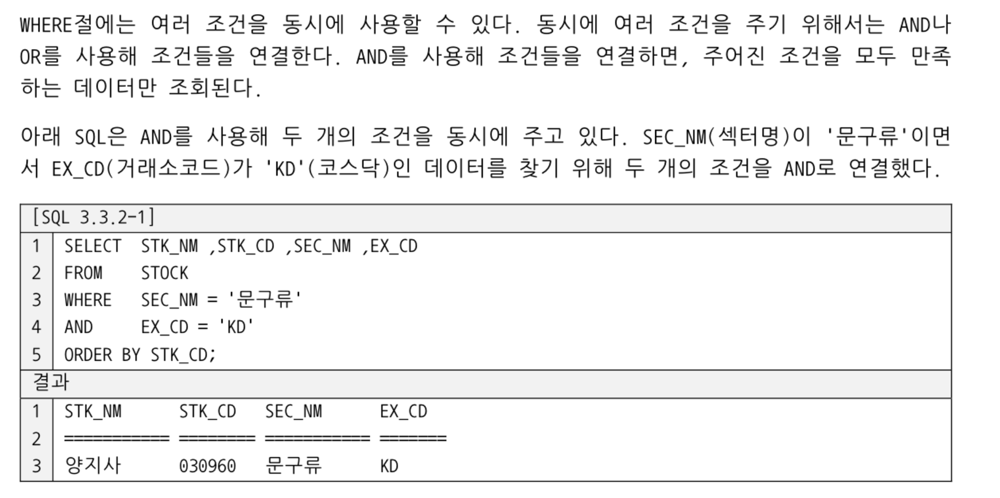 WHERE절에는 여러 조건을 동시에 사용할 수 있다. 동시에 여러 조건을 주기 위해서는 AND나
OR를 사용해 조건들을 연결한다. AND를 사용해 조건들을 연결하면, 주어진 조건을 모두 만족
하는 데이터만 조회된다.
아래 SQL은 AND를 사용해 두 개의 조건을 동시에 주고 있다. SEC_NM(섹터명)이 '문구류'이면
서 EX_CD(거래소코드)가 'KD'(코스닥)인 데이터를 찾기 위해 두 개의 조건을 AND로 연결했다.
[SQL 3.3.2-1]
1 SELECT  STK_NM ,STK_CD ,SEC_NM ,EX_CD
2 FROM    STOCK
3 WHERE   SEC_NM = '문구류'
4 AND     EX_CD = 'KD'
5 ORDER BY STK_CD;
결과
1 STK_NM      STK_CD   SEC_NM      EX_CD
2 =========== ======== =========== =======
3 양지사      030960   문구류      KD